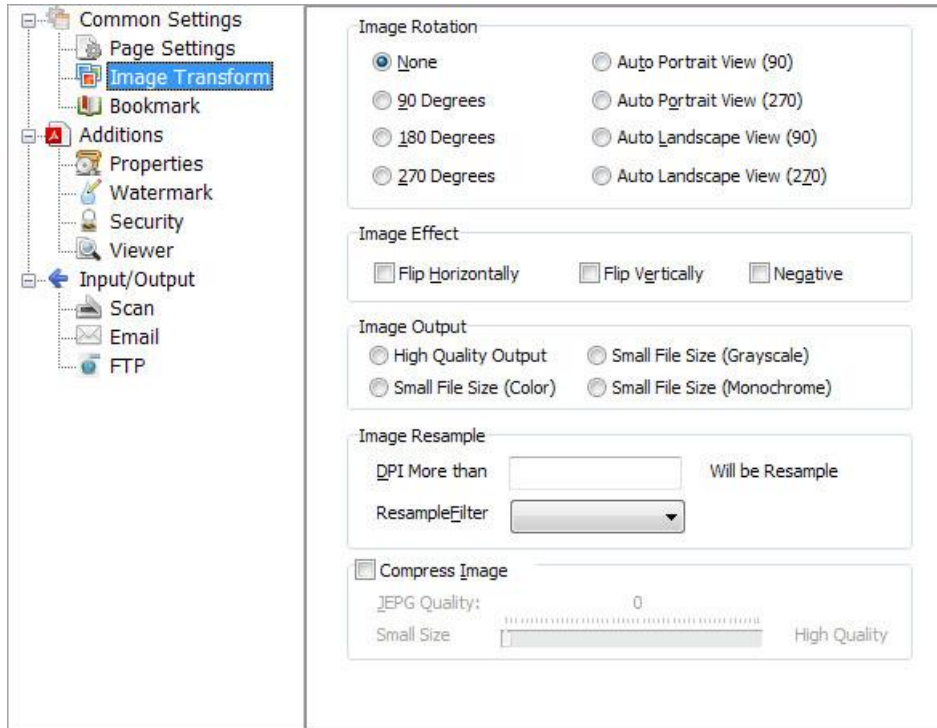 Common Settings
Page Settings
Image Transform
Bookmark
Additions
Properties
Watermark
Security
Viewer
Input/Output
Scan
Email
FTP
Image Rotation
None
Auto Portrait View (90)
90 Degrees
Auto Portrait View (270)
180 Degrees
Auto Landscape View (90)
270 Degrees
Auto Landscape View (270)
Image Effect
Flip Horizontally
Flip Vertically
Negative
Image Output
High Quality Output
Small File Size (Grayscale)
Small File Size (Color)
Small File Size (Monochrome)
Image Resample
DPI More than
Will be Resample
ResampleFilter
Compress Image
JEPG Quality:
0
Small Size
High Quality